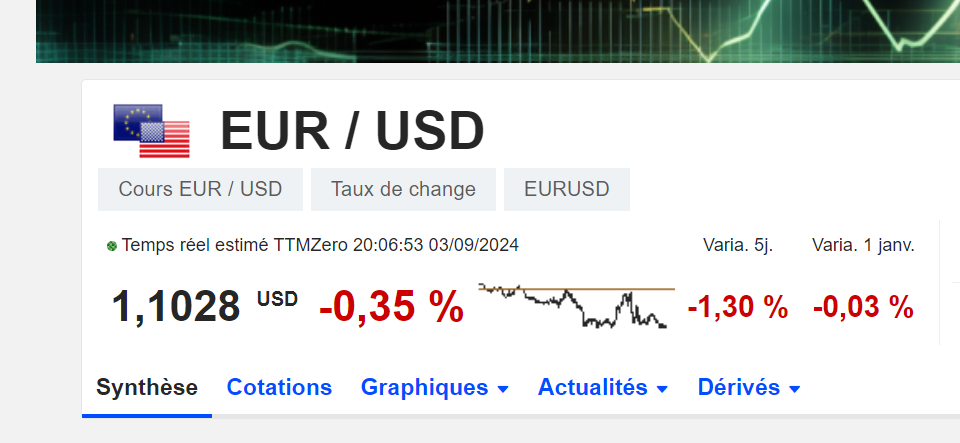 EUR / USD
Cours EUR / USD Taux de change EURUSD
Temps réel estimé TTMZero 20:06:53 03/09/2024 Varia. 5j. Varia. 1 janv.
1,1028 USD -0,35 % -1,30 % -0,03 %
Synthèse Cotations Graphiques Actualités Dérivés